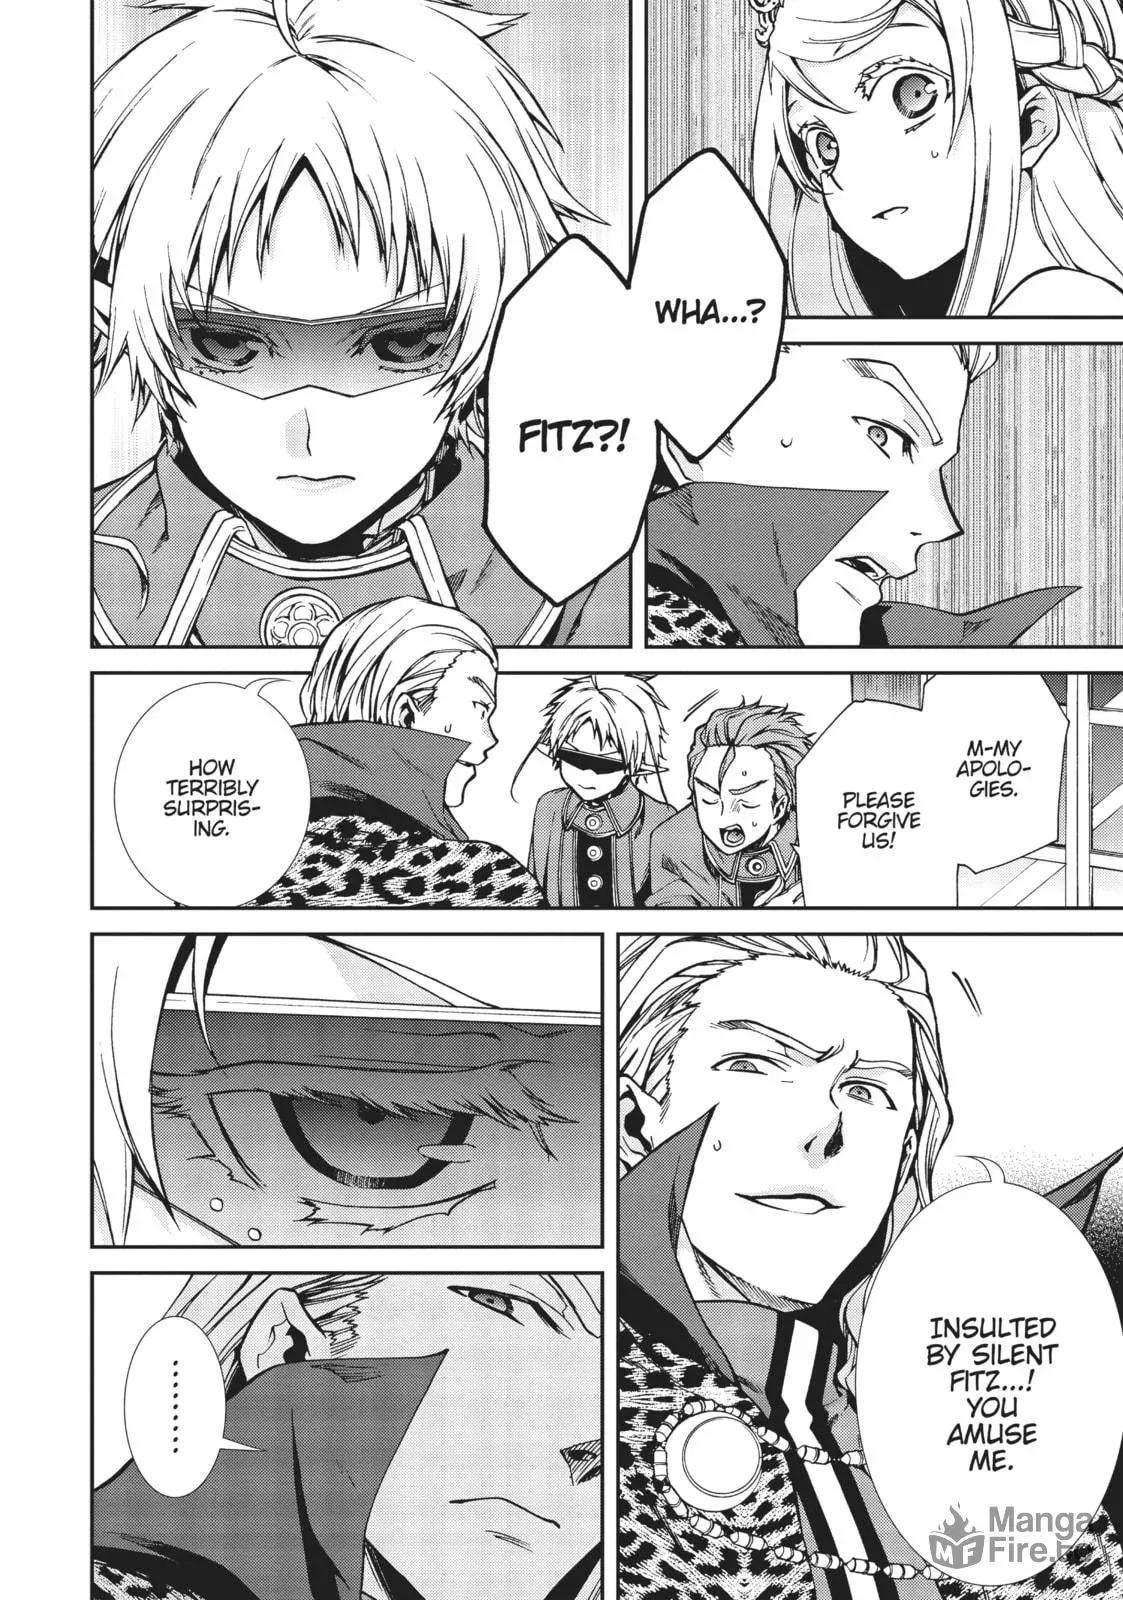 WHA...?
FITZ?!
M-MY
APOLO-
GIES.
PLEASE
FORGIVE
US!
HOW
TERRIBLY
SURPRIS-
ING.
INSULTED
BY SILENT
FITZ...!
YOU
AMUSE
ME.
........
Manga
Fire.
MF